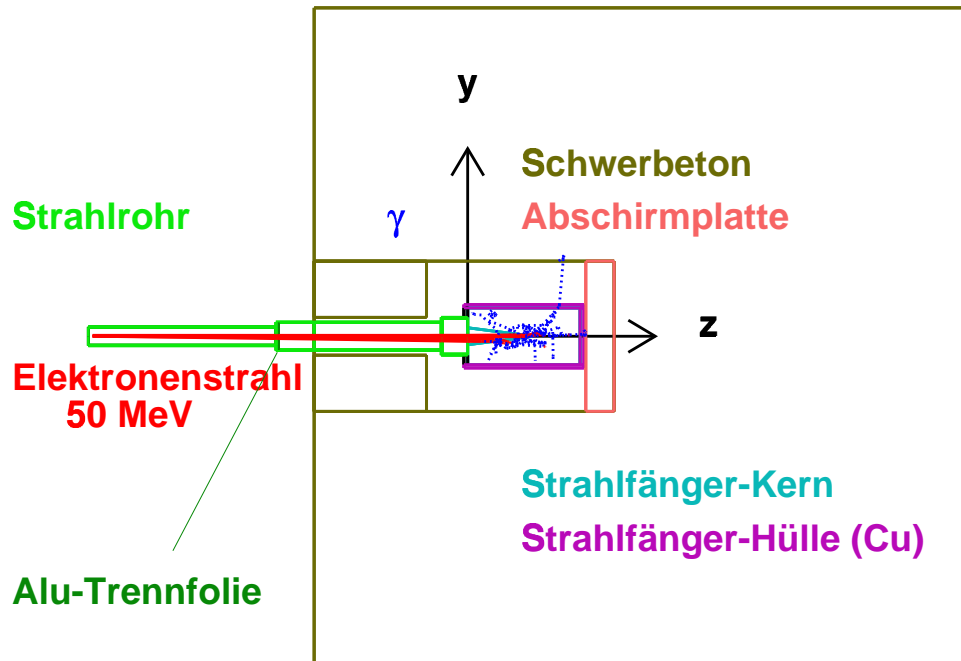 y
Schwerbeton
Strahlrohr
γ
Abschirmplatte
z
Elektronenstrahl
50 MeV
Strahlfänger-Kern
Strahlfänger-Hülle (Cu)
Alu-Trennfolie